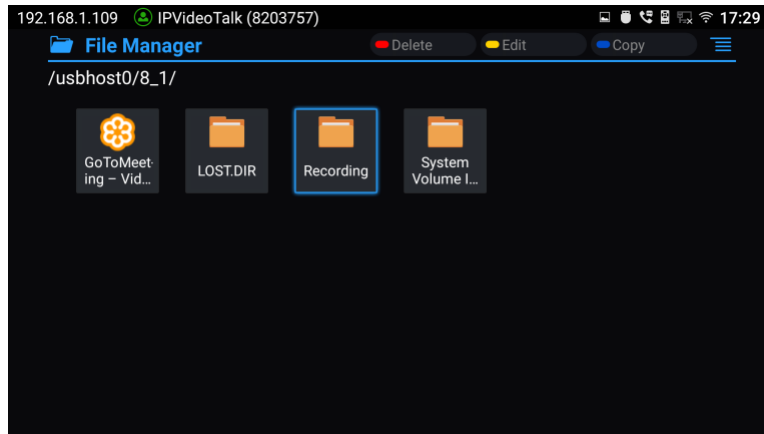 192.168.1.109 IPVideoTalk (8203757) 17:29
File Manager Delete Edit Copy
/usbhost0/8_1/
GoToMeet-
ing – Vid...
LOST.DIR
Recording
System
Volume I...